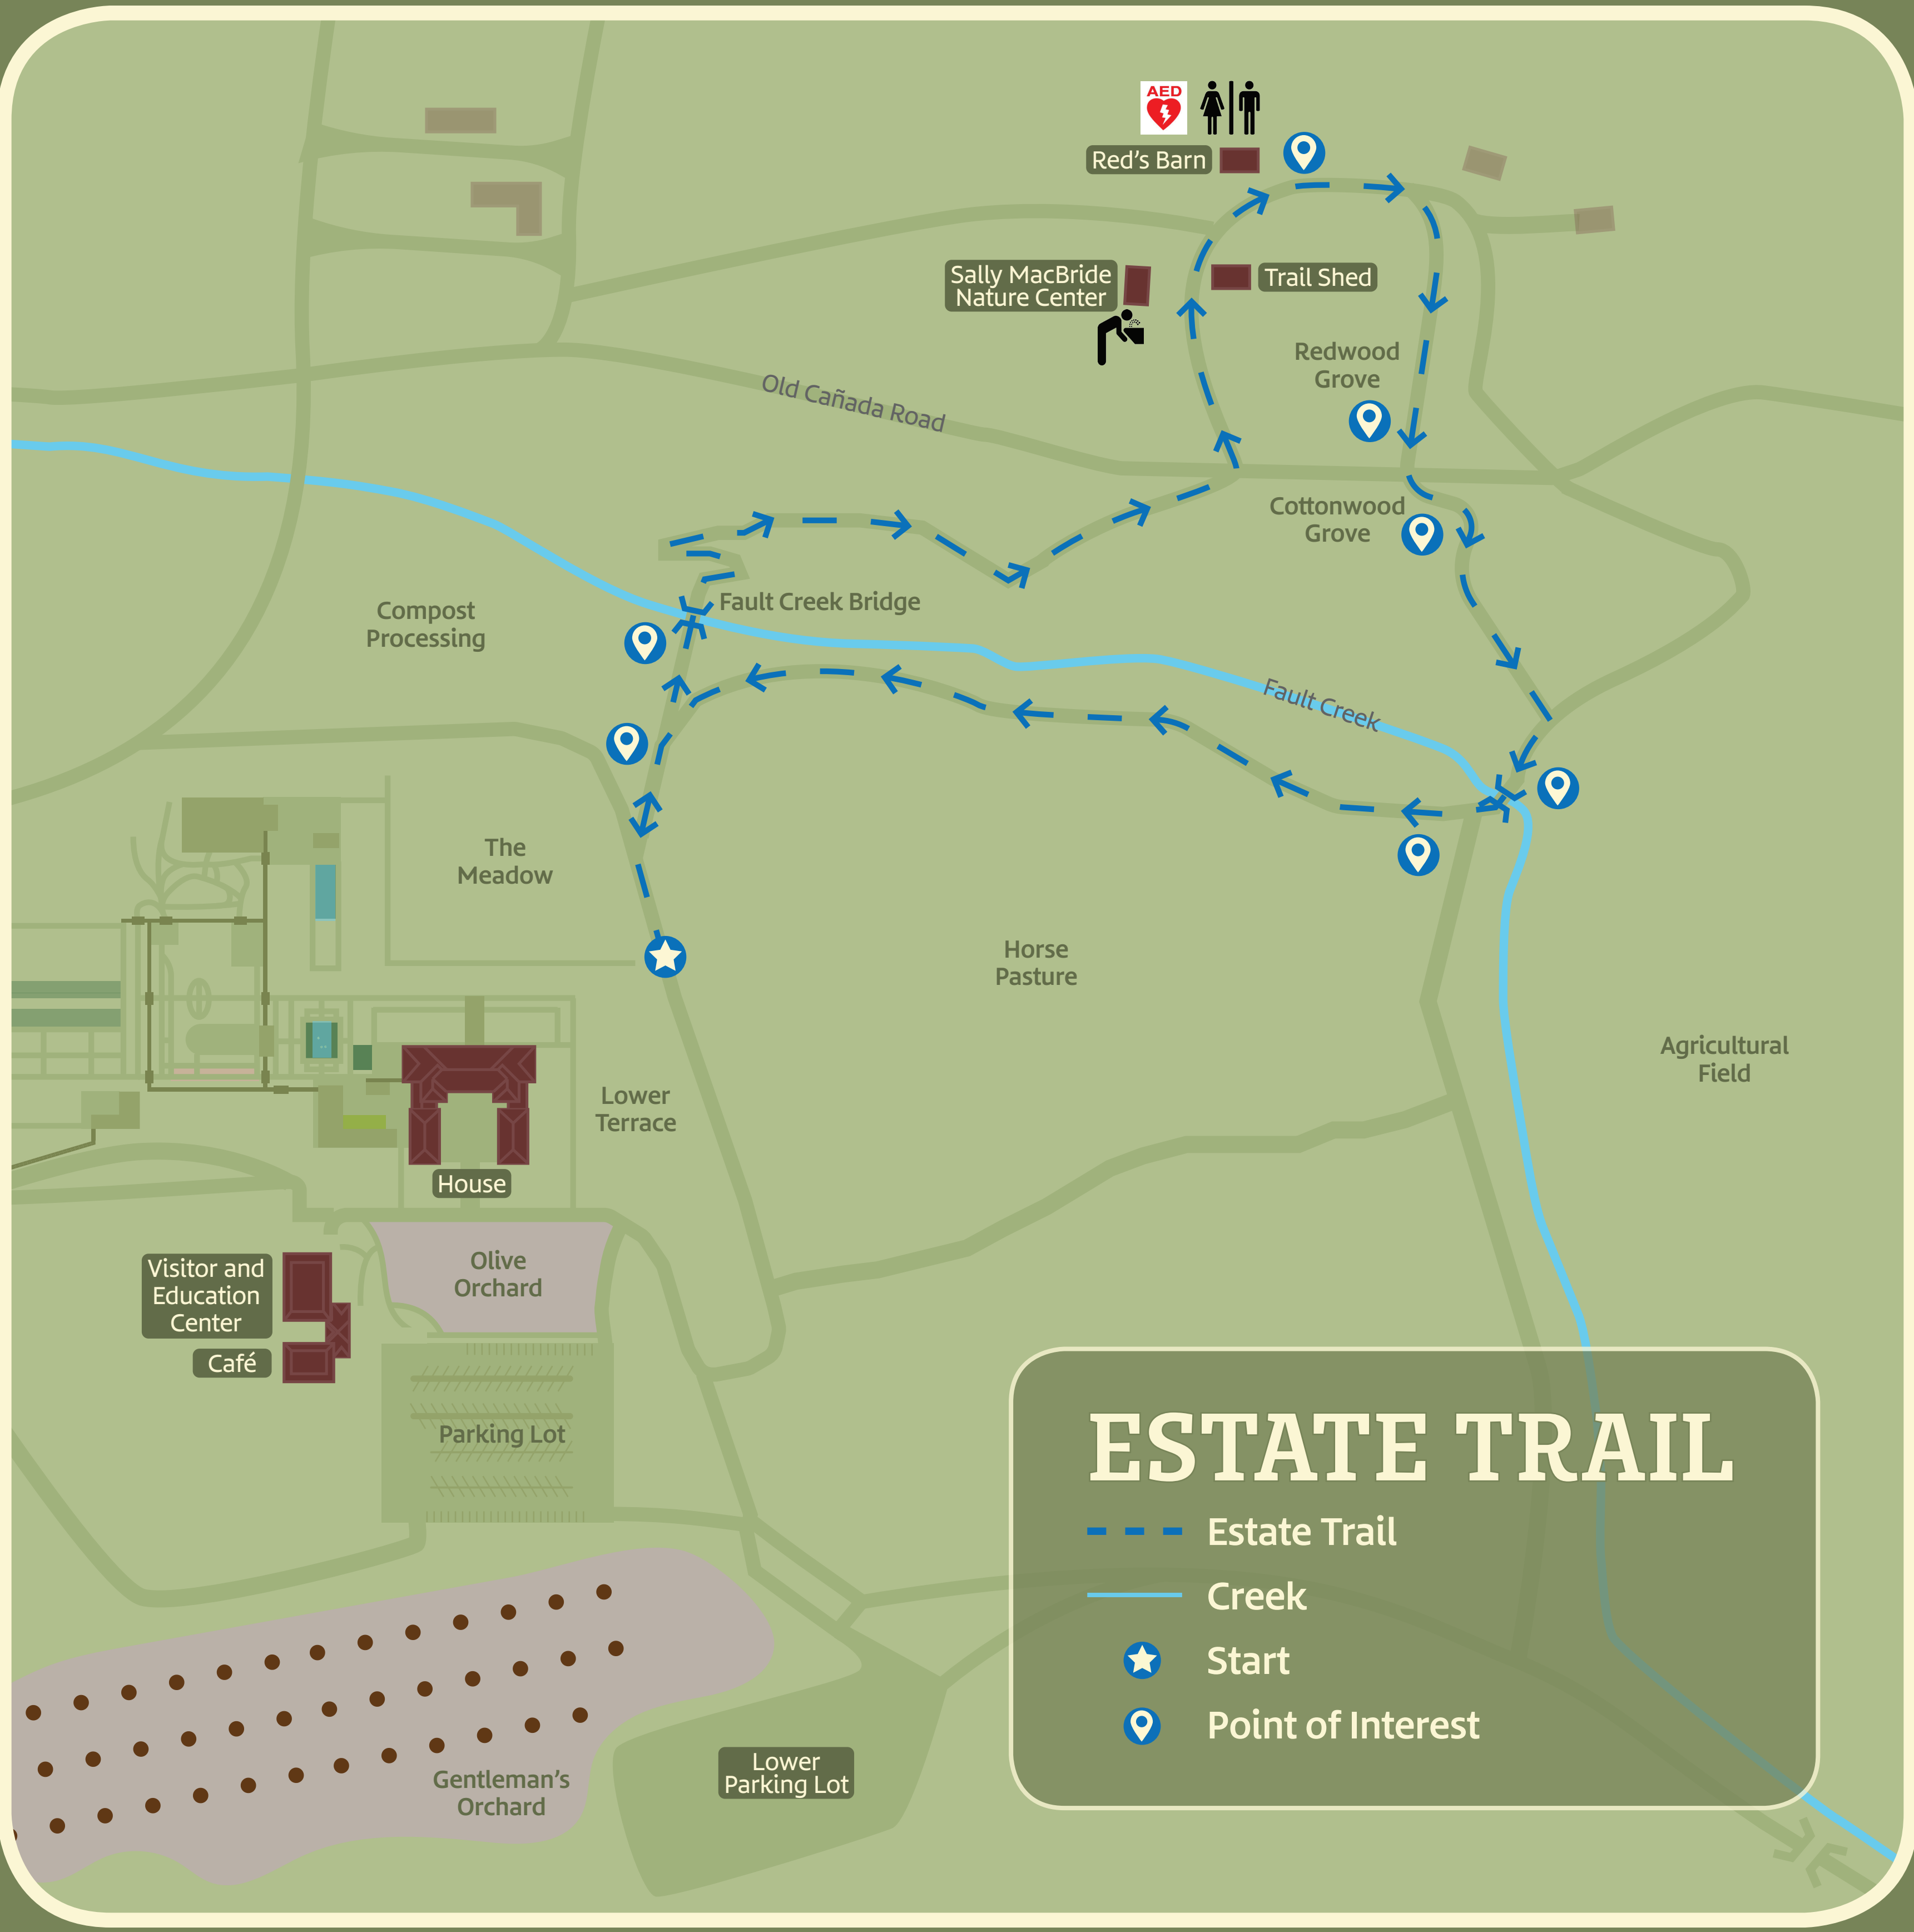 AED
Red's Barn
Sally MacBride
Nature Center
Trail Shed
Redwood
Grove
Old Cañada Road
Cottonwood
Grove
Fault Creek Bridge
Compost
Processing
Fault Creek
The
Meadow
Horse
Pasture
Agricultural
Field
Lower
Terrace
House
Visitor and
Education
Center
Café
Olive
Orchard
Parking Lot
ESTATE TRAIL
Estate Trail
Creek
Start
Point of Interest
Lower
Parking Lot
Gentleman's
Orchard